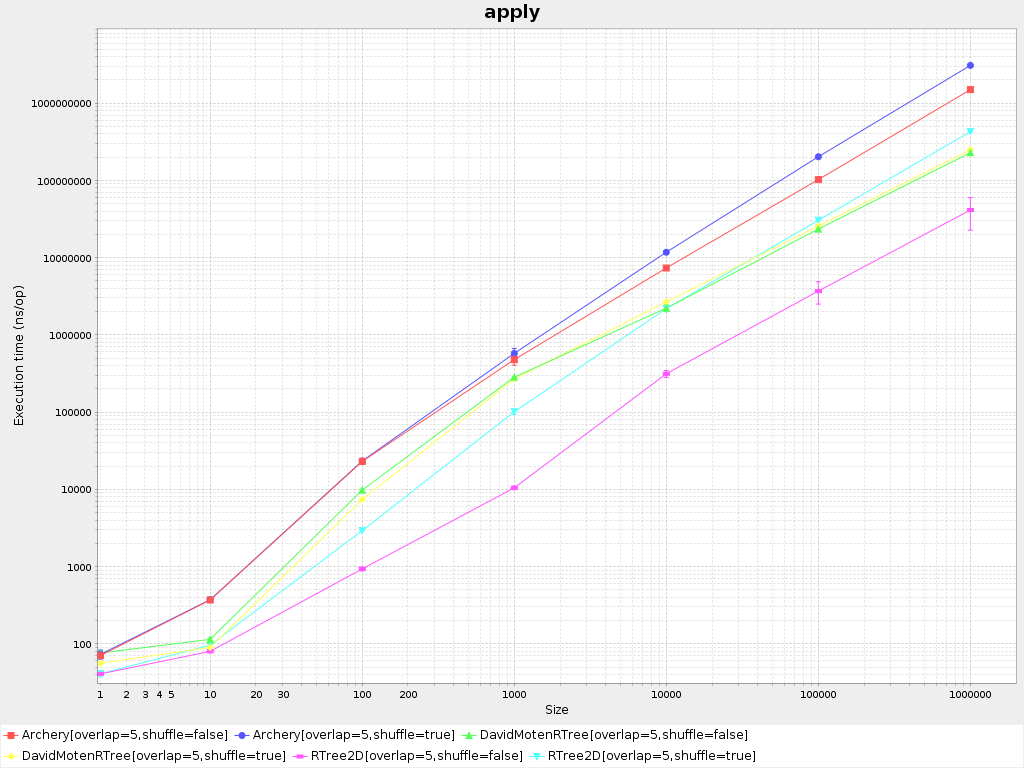 apply
Execution time (ns/op)
1000000000
100000000
10000000
1000000
100000
10000
1000
100
1 2 3 4 5 10 20 30 100 200 1000 10000 100000 1000000
Size
Archery[overlap=5,shuffle=false] Archery[overlap=5,shuffle=true] DavidMotenRTree[overlap=5,shuffle=false]
DavidMotenRTree[overlap=5,shuffle=true] RTree2D[overlap=5,shuffle=false] RTree2D[overlap=5,shuffle=true]